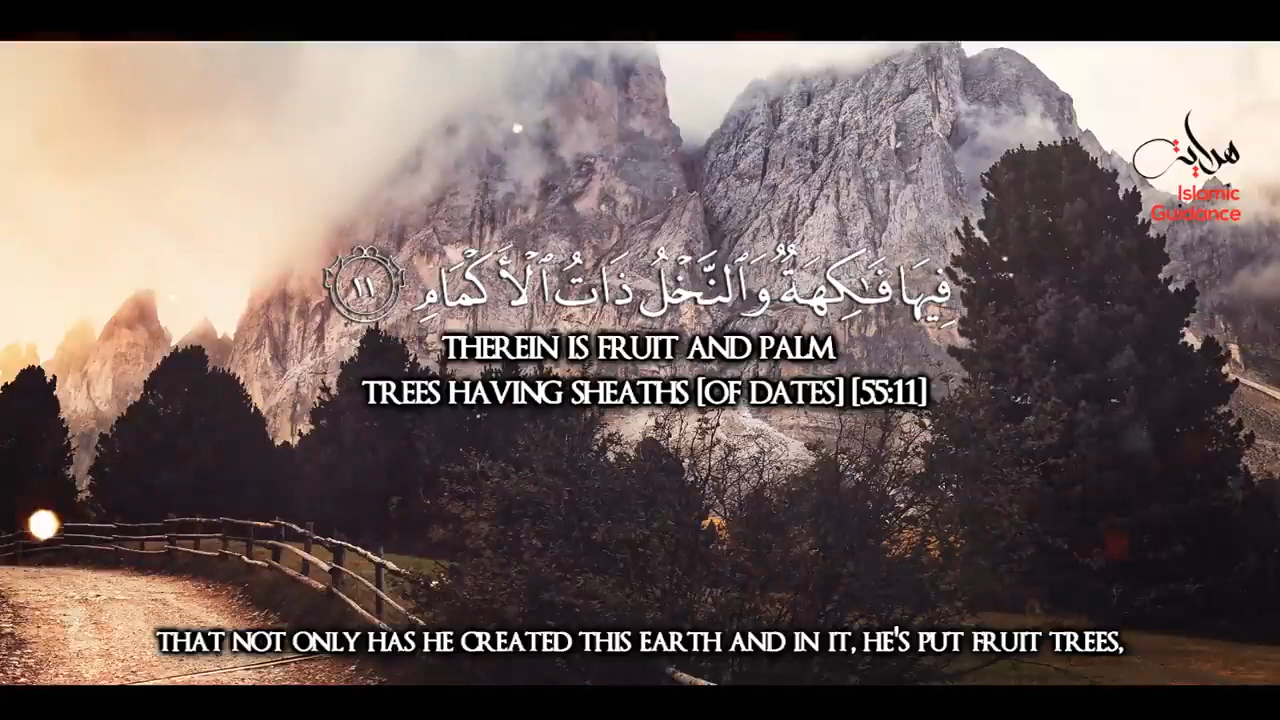 هداية
Islamic
Guidance
فِيهَا فَـٰكِهَةٌ وَٱلنَّخْلُ ذَاتُ ٱلْأَكْمَامِ ١١
THEREIN IS FRUIT AND PALM
TREES HAVING SHEATHS [OF DATES] [55:11]
THAT NOT ONLY HAS HE CREATED THIS EARTH AND IN IT, HE'S PUT FRUIT TREES,